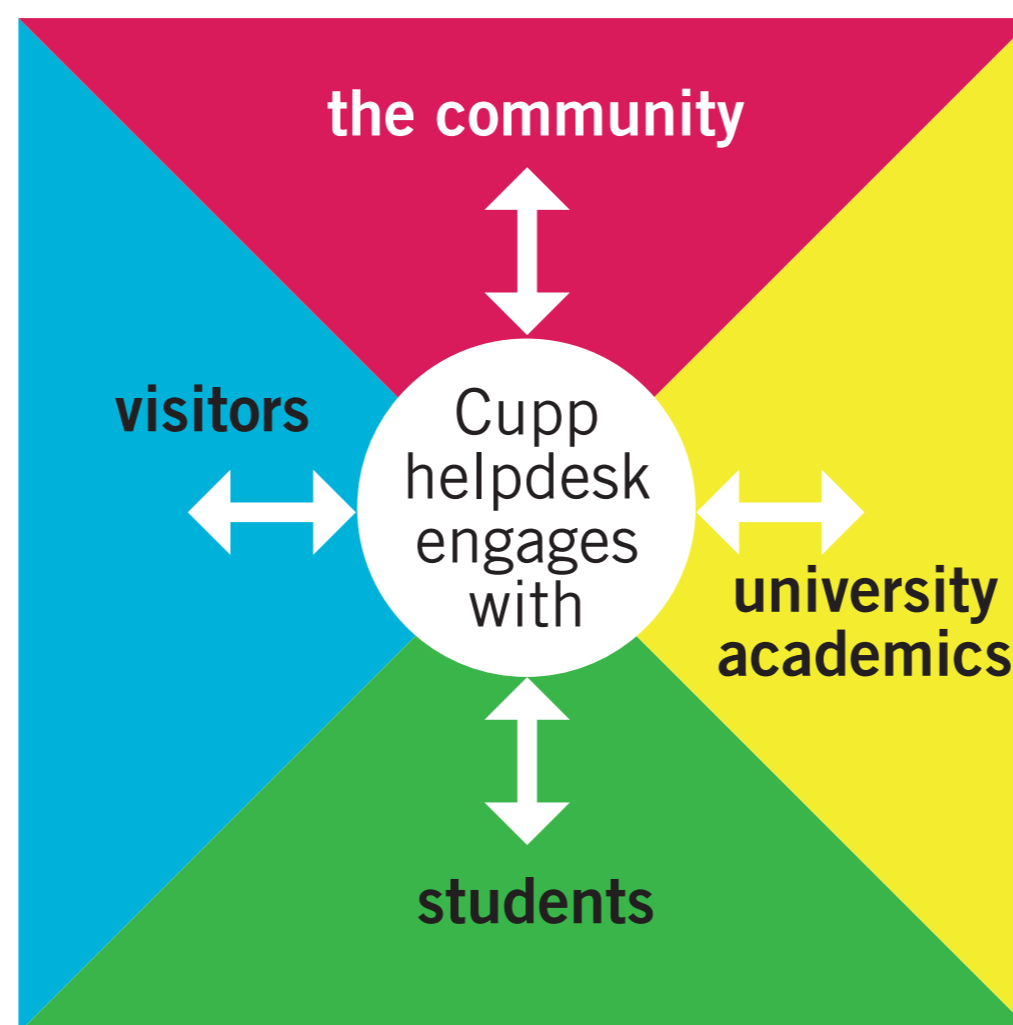 the community
visitors
Cupp
helpdesk
engages
with
university
academics
students